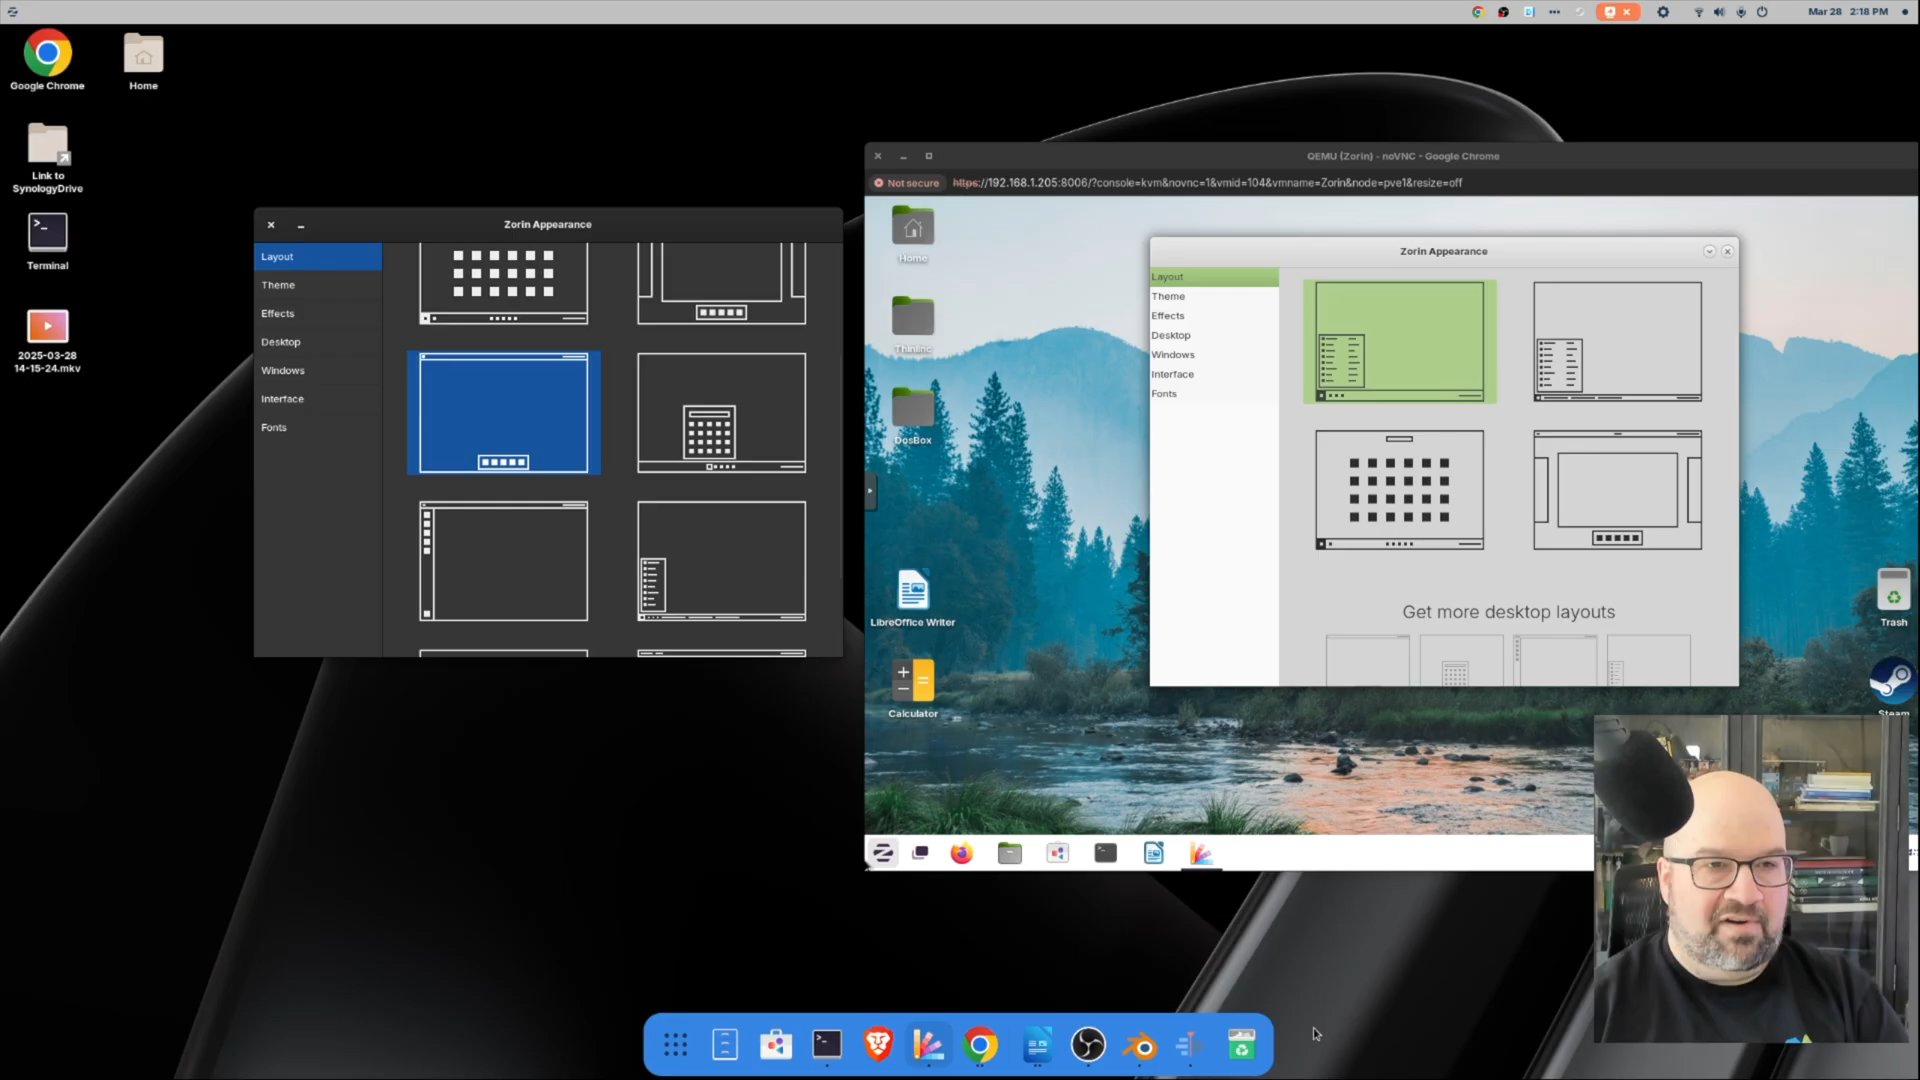 Mar 28 2:18 PM
Google Chrome
Home
Link to
SynologyDrive
Terminal
2025-03-28
14-15-24.mkv
Zorin Appearance
Layout
Theme
Effects
Desktop
Windows
Interface
Fonts
QEMU (Zorin) - noVNC - Google Chrome
Not secure https://192.168.1.205:8006/?console=kvm&novnc=1&vmid=104&vmname=Zorin&node=pve1&resize=off
Home
Thinlinc
DosBox
LibreOffice Writer
Calculator
Zorin Appearance
Layout
Theme
Effects
Desktop
Windows
Interface
Fonts
Get more desktop layouts
Trash
Steam